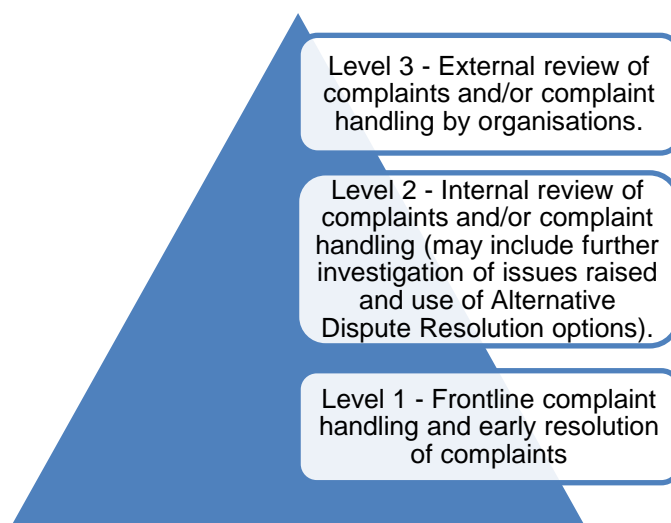 Level 3 - External review of
complaints and/or complaint
handling by organisations.
Level 2 - Internal review of
complaints and/or complaint
handling (may include further
investigation of issues raised
and use of Alternative
Dispute Resolution options).
Level 1 - Frontline complaint
handling and early resolution
of complaints